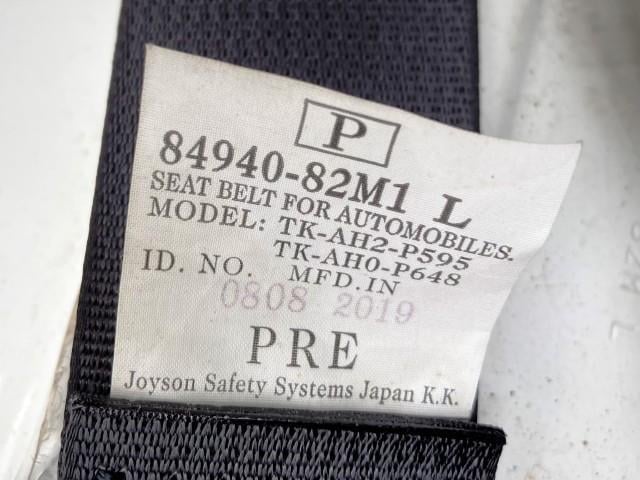 P
84940-82M1 L
SEAT BELT FOR AUTOMOBILES.
MODEL: TK-AH2-P595
TK-AH0-P648
ID. NO. MFD.IN
0808 2019
PRE
Joyson Safety Systems Japan K.K.